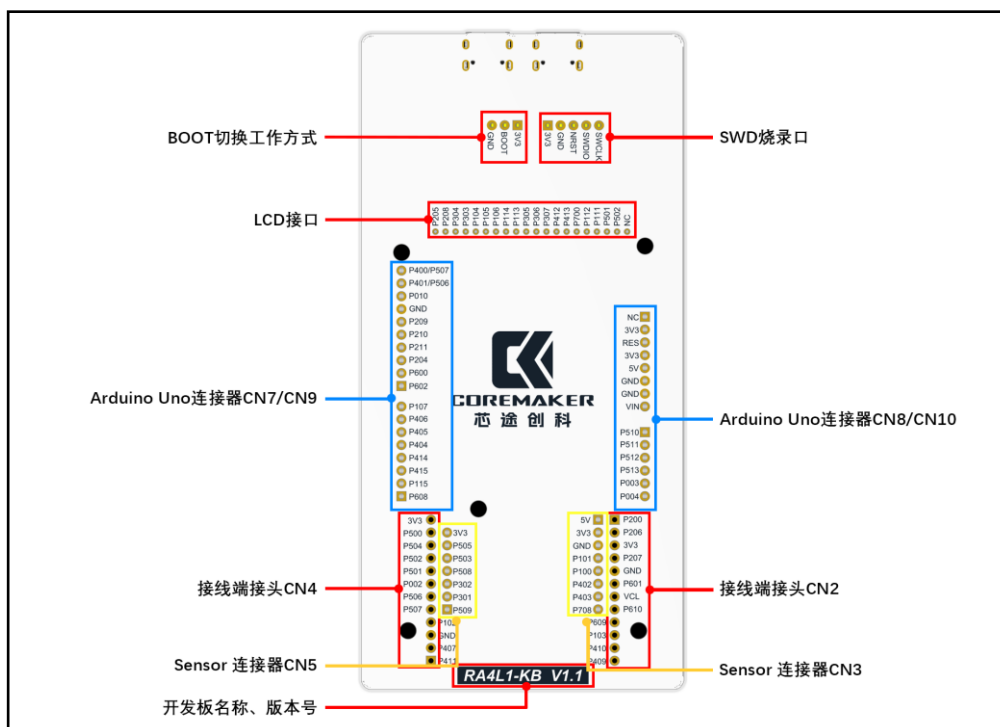 BOOT切换工作方式
GND
BOOT
3V3
3V3
GND
NRST
SWDIO
SWCLK
SWD烧录口
LCD接口
P205
P208
P304
P303
P104
P105
P106
P114
P113
P305
P306
P307
P412
P413
P700
P112
P111
P501
P502
NC
P400/P507
P401/P506
P010
GND
P209
P210
P211
P204
P600
P602
P107
P406
P405
P404
P414
P415
P115
P608
Arduino Uno连接器CN7/CN9
COREMAKER
芯途创科
NC
3V3
RES
3V3
5V
GND
GND
VIN
P510
P511
P512
P513
P003
P004
Arduino Uno连接器CN8/CN10
3V3
P500
P504
P502
P501
P002
P506
P507
P102
GND
P407
P411
接线端接头CN4
3V3
P505
P503
P508
P302
P301
P509
Sensor 连接器CN5
5V
3V3
GND
P101
P100
P402
P403
P708
Sensor 连接器CN3
P200
P206
3V3
P207
GND
P601
VCL
P610
P609
P103
P410
P409
接线端接头CN2
RA4L1-KB V1.1
开发板名称、版本号